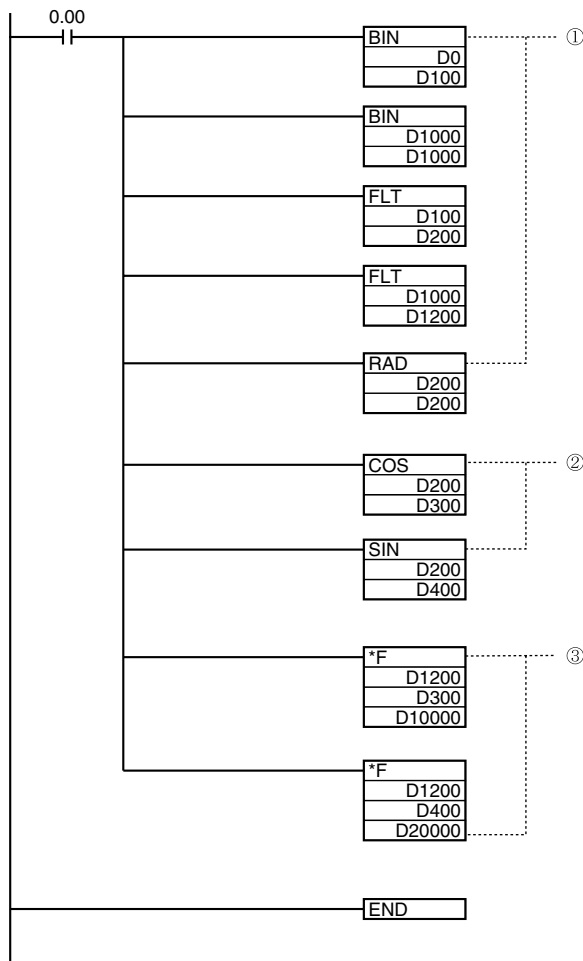 0.00
BIN
D0
D100
①
BIN
D1000
D1000
FLT
D100
D200
FLT
D1000
D1200
RAD
D200
D200
COS
D200
D300
②
SIN
D200
D400
*F
D1200
D300
D10000
③
*F
D1200
D400
D20000
END